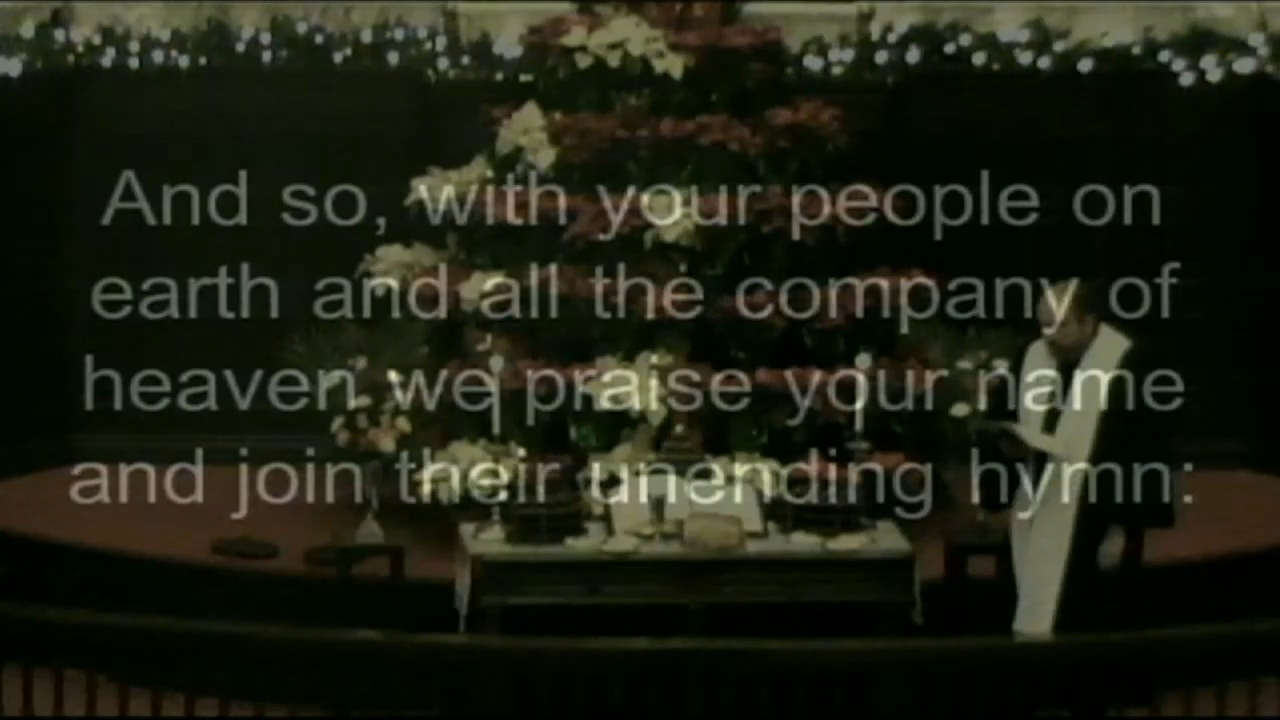 And so, with your people on
earth and all the company of
heaven we praise your name
and join their unending hymn: